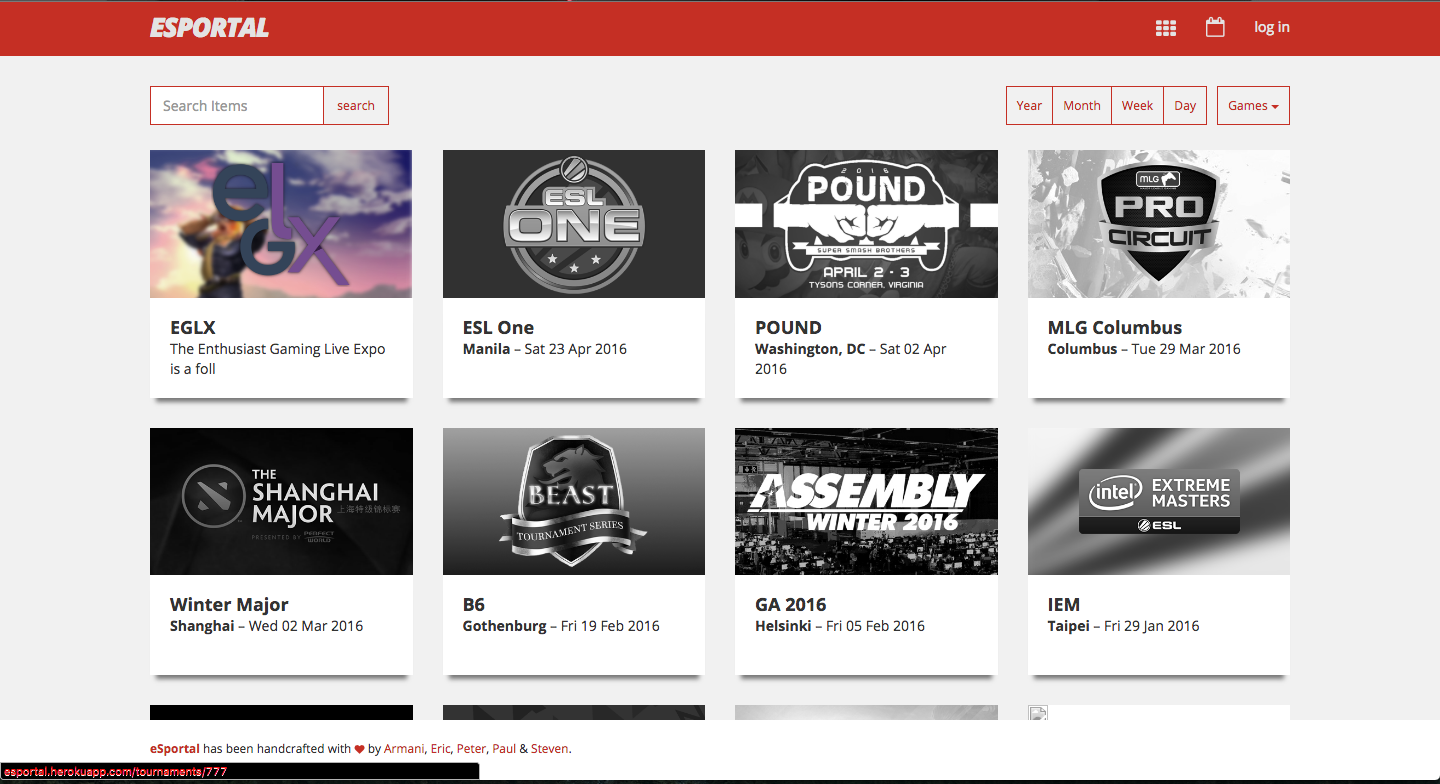 ESPORTAL
log in
Search Items
search
Year
Month
Week
Day
Games
eLGX
ESL
ONE
2016
POUND
SUPER SMASH BROTHERS
APRIL 2 - 3
TYSONS CORNER, VIRGINIA
MLG
PRO
CIRCUIT
EGLX
The Enthusiast Gaming Live Expo
is a foll
ESL One
Manila – Sat 23 Apr 2016
POUND
Washington, DC – Sat 02 Apr
2016
MLG Columbus
Columbus – Tue 29 Mar 2016
THE
SHANGHAI
MAJOR 上海特级锦标赛
PRESENTED BY PERFECT
WORLD
BEAST
TOURNAMENT SERIES
ASSEMBLY
WINTER 2016
intel
EXTREME
MASTERS
ESL
Winter Major
Shanghai – Wed 02 Mar 2016
B6
Gothenburg – Fri 19 Feb 2016
GA 2016
Helsinki – Fri 05 Feb 2016
IEM
Taipei – Fri 29 Jan 2016
eSportal has been handcrafted with ♥ by Armani, Eric, Peter, Paul & Steven.
esportal.herokuapp.com/tournaments/777